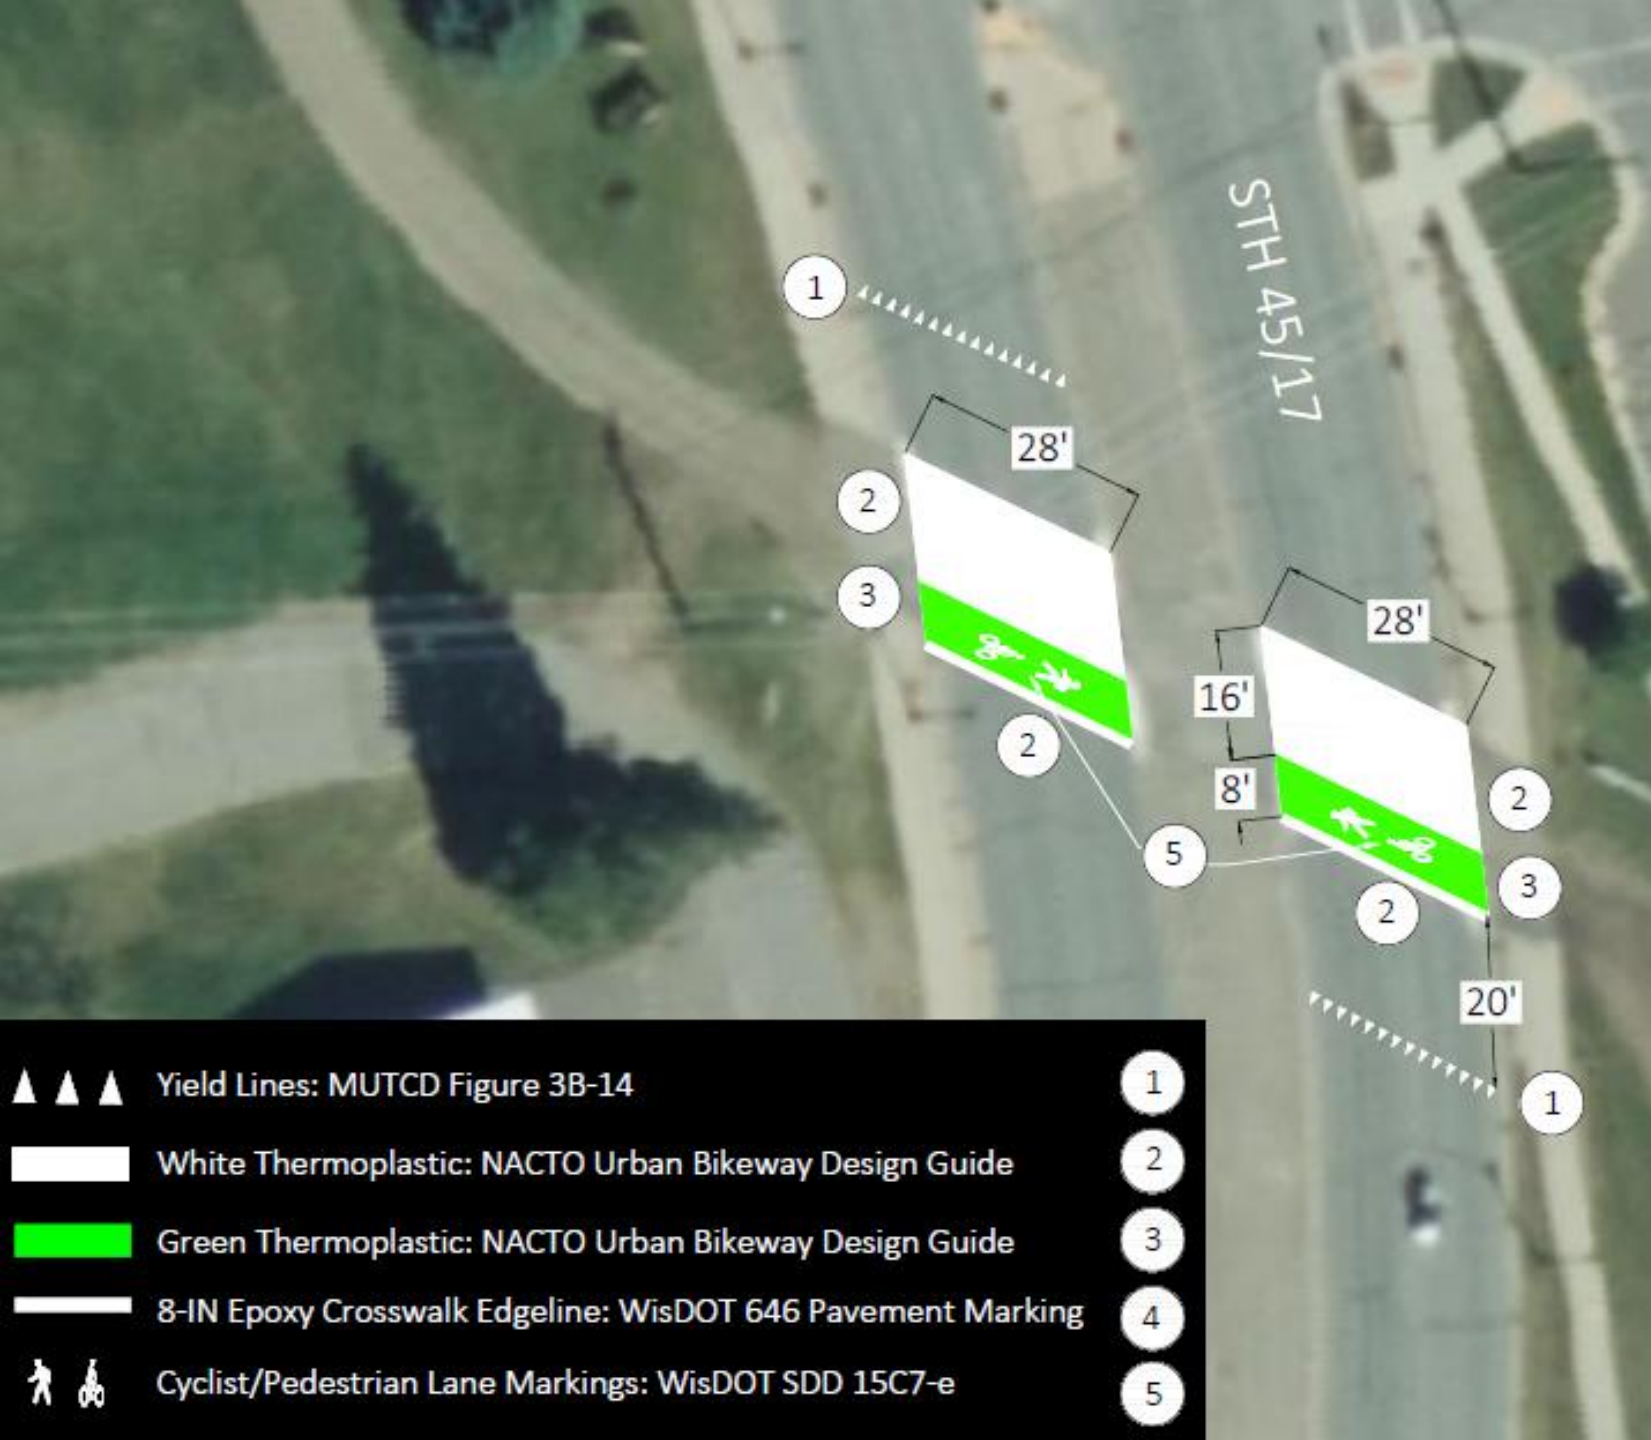 STH 45/17
1
28'
2
3
28'
16'
2
8'
2
5
3
2
20'
1
Yield Lines: MUTCD Figure 3B-14 1
White Thermoplastic: NACTO Urban Bikeway Design Guide 2
Green Thermoplastic: NACTO Urban Bikeway Design Guide 3
8-IN Epoxy Crosswalk Edgeline: WisDOT 646 Pavement Marking 4
Cyclist/Pedestrian Lane Markings: WisDOT SDD 15C7-e 5